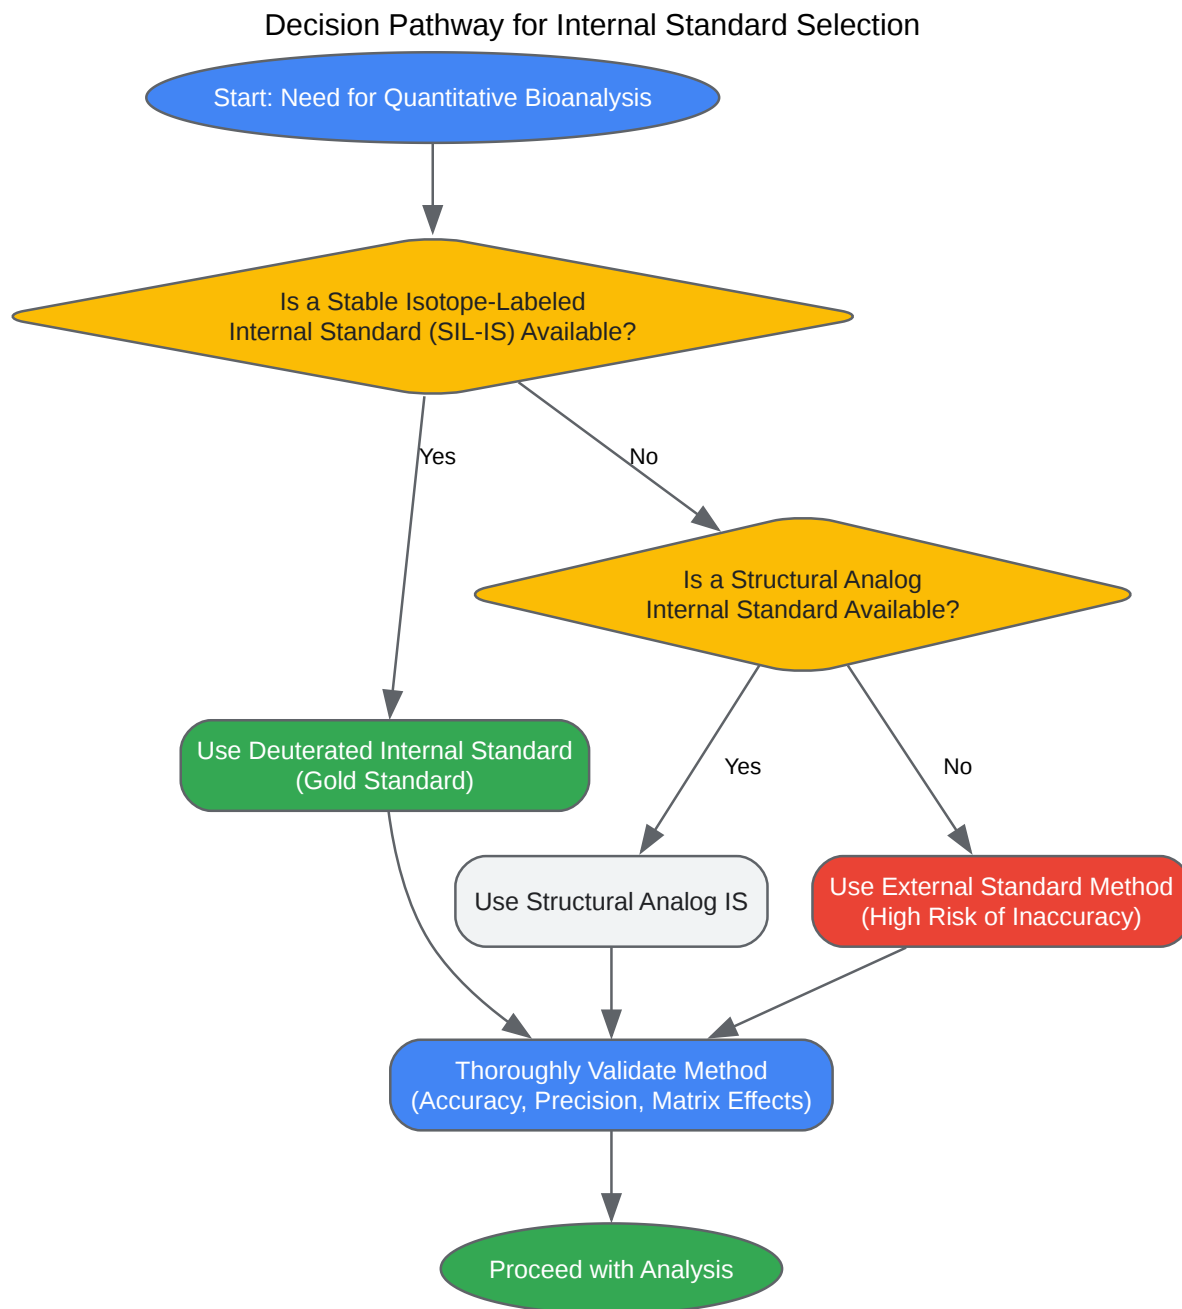 Decision Pathway for Internal Standard Selection
Start: Need for Quantitative Bioanalysis
Is a Stable Isotope-Labeled
Internal Standard (SIL-IS) Available?
Yes
No
Is a Structural Analog
Internal Standard Available?
Use Deuterated Internal Standard
(Gold Standard)
Yes
No
Use Structural Analog IS
Use External Standard Method
(High Risk of Inaccuracy)
Thoroughly Validate Method
(Accuracy, Precision, Matrix Effects)
Proceed with Analysis